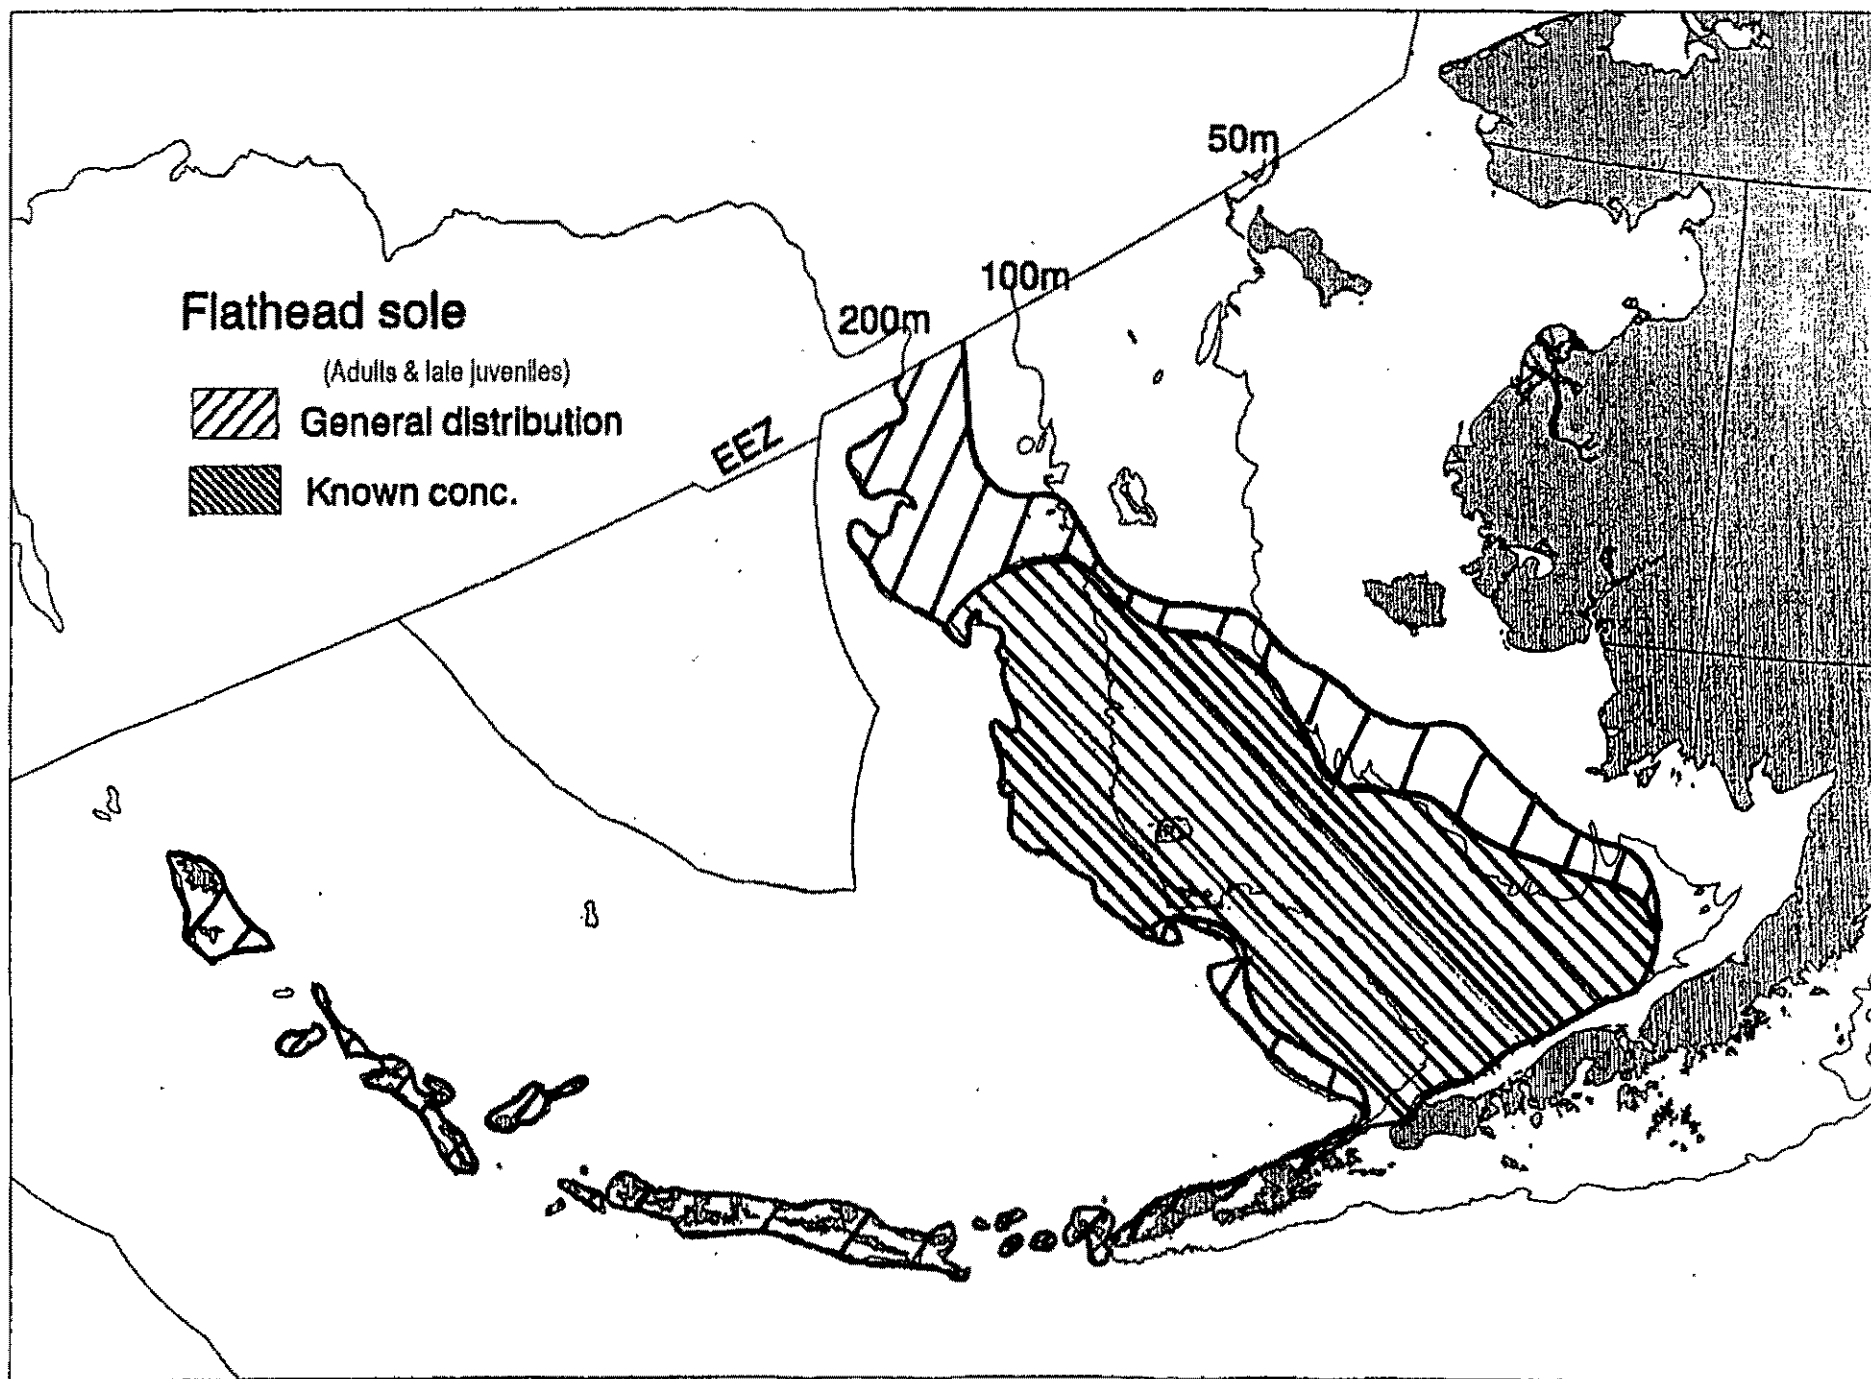 50m
100m
200m
Flathead sole
(Adults & late juveniles)
General distribution
Known conc.
EEZ